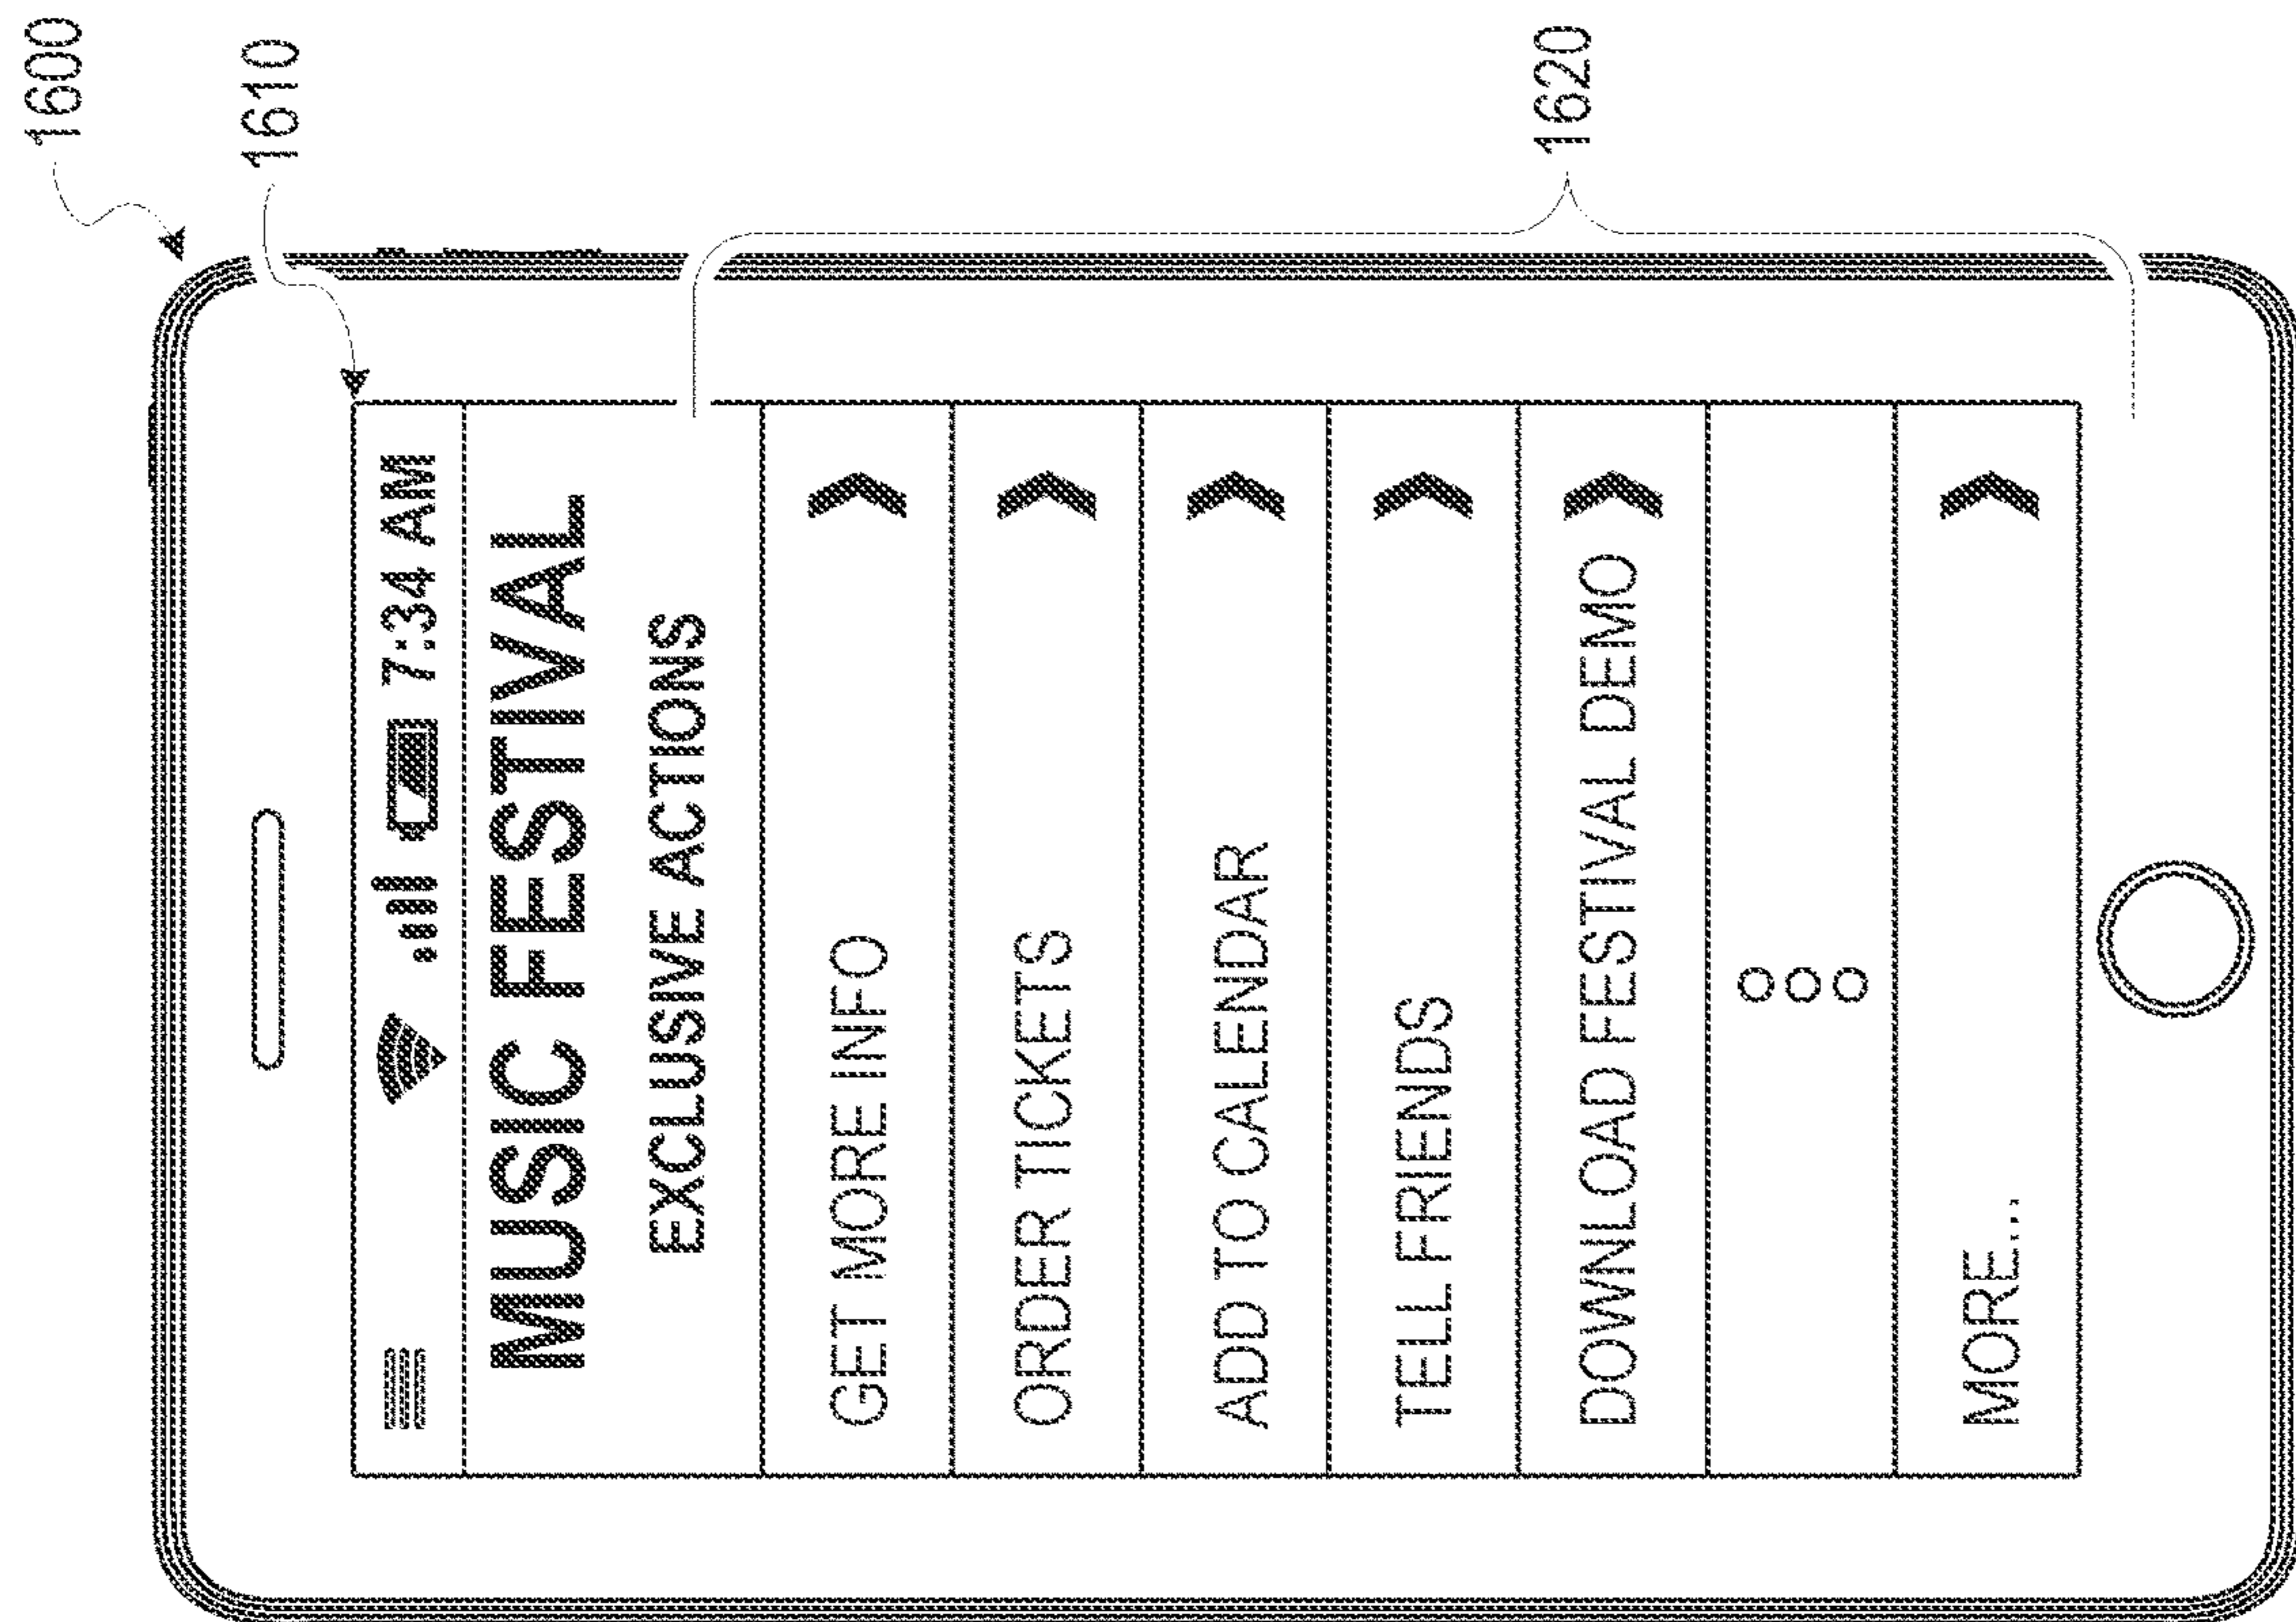 1600
1610
7:34 AM
MUSIC FESTIVAL
EXCLUSIVE ACTIONS
1620
GET MORE INFO
ORDER TICKETS
ADD TO CALENDAR
TELL FRIENDS
DOWNLOAD FESTIVAL DEMO
MORE...